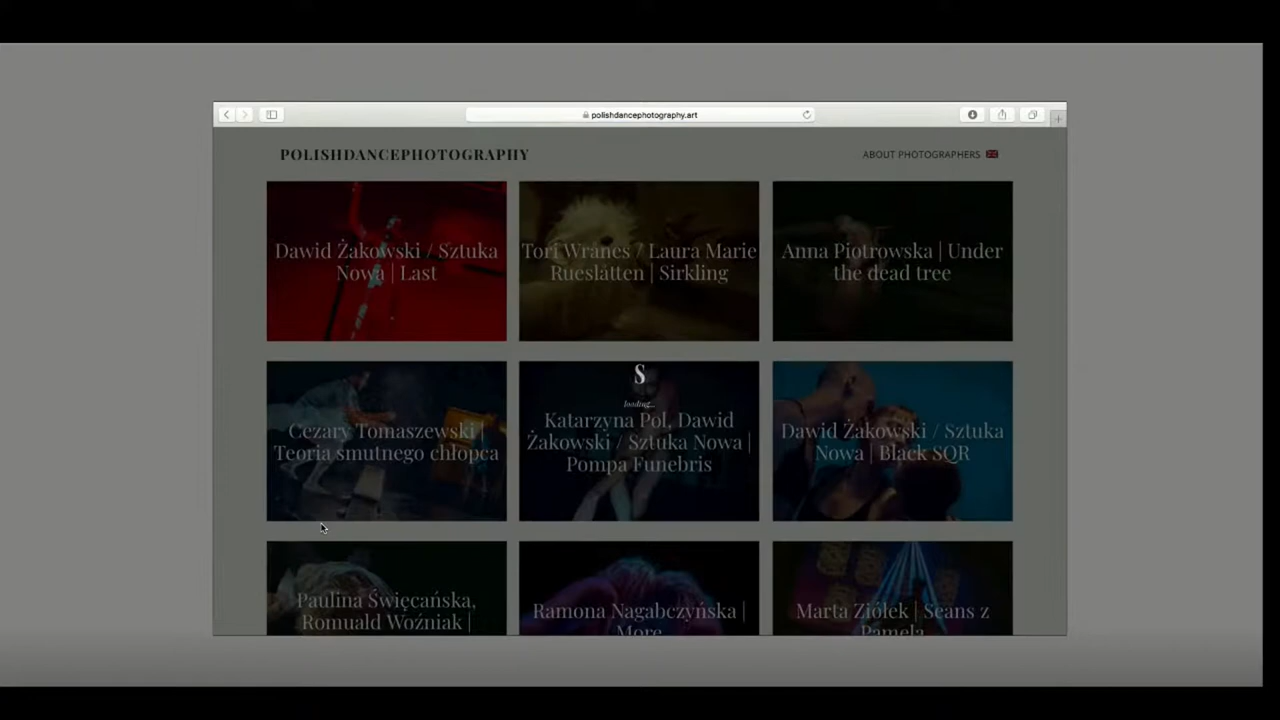 polishdancephotography.art
POLISHDANCEPHOTOGRAPHY
ABOUT PHOTOGRAPHERS
Dawid Żakowski / Sztuka
Nowa | Last
Tori Wrånes / Laura Marie
Rueslåtten | Sirkling
Anna Piotrowska | Under
the dead tree
Cezary Tomaszewski |
Teoria smutnego chłopca
S
loading...
Katarzyna Pol, Dawid
Żakowski / Sztuka Nowa |
Pompa Funebris
Dawid Żakowski / Sztuka
Nowa | Black SQR
Paulina Święcańska,
Romuald Woźniak |
Ramona Nagabczyńska |
More
Marta Ziółek | Seans z
Pamelą